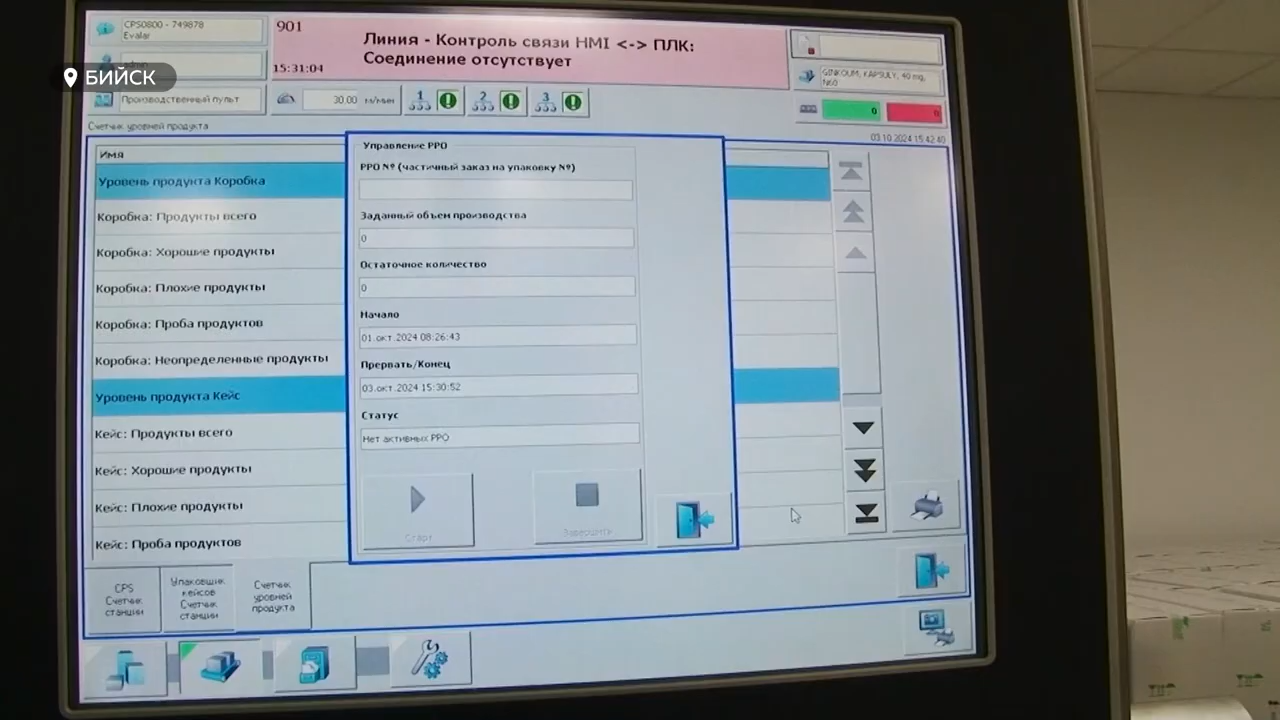 CPS0800 - 749878
Evalar
admin
БИЙСК
Производственный пульт
901
Линия - Контроль связи HMI <-> ПЛК:
Соединение отсутствует
15:31:04
30.00 м/мин
1
2
3
GINKOUM, KAPSULY, 40 mg,
N60
0
0
03.10.2024 15:42:40
Счетчик уровней продукта
Имя
Уровень продукта Коробка
Коробка: Продукты всего
Коробка: Хорошие продукты
Коробка: Плохие продукты
Коробка: Проба продуктов
Коробка: Неопределенные продукты
Уровень продукта Кейс
Кейс: Продукты всего
Кейс: Хорошие продукты
Кейс: Плохие продукты
Кейс: Проба продуктов
Управление РРО
РРО № (частичный заказ на упаковку №)
Заданный объем производства
0
Остаточное количество
0
Начало
01.окт.2024 08:26:43
Прервать/Конец
03.окт.2024 15:30:52
Статус
Нет активных РРО
Старт
Завершить
CPS
Счетчик
станции
Упаковщик
кейсов
Счетчик
станции
Счетчик
уровней
продукта